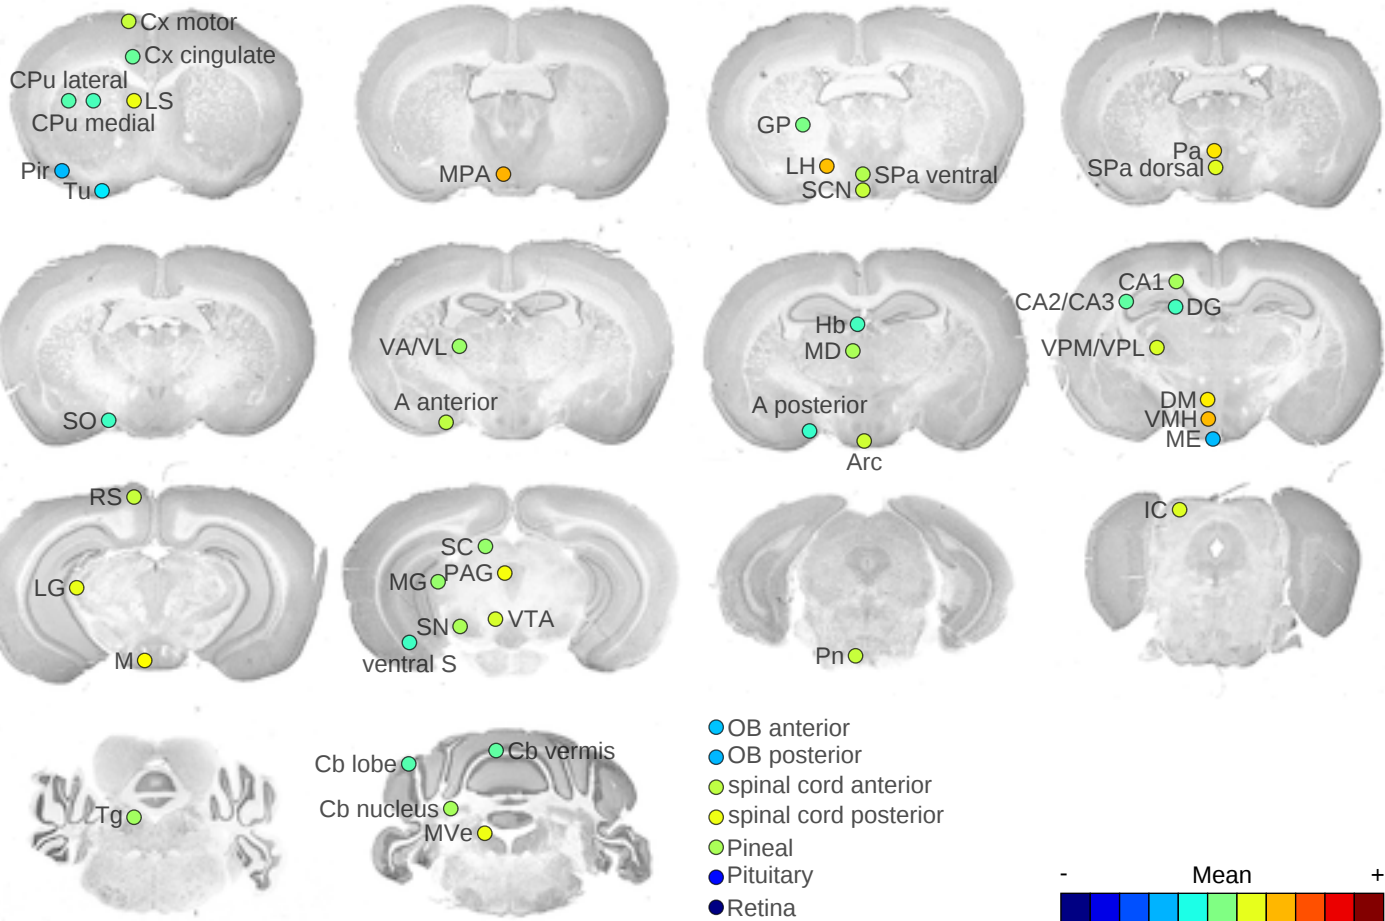 Cx motor
Cx cingulate
CPu lateral
LS
CPu medial
Pir
Tu
MPA
GP
LH
SPa ventral
SCN
Pa
SPa dorsal
SO
VA/VL
A anterior
Hb
MD
A posterior
Arc
CA1
CA2/CA3
DG
VPM/VPL
DM
VMH
ME
RS
LG
M
SC
PAG
MG
VTA
SN
ventral S
Pn
IC
Tg
Cb vermis
Cb lobe
Cb nucleus
MVe
OB anterior
OB posterior
spinal cord anterior
spinal cord posterior
Pineal
Pituitary
Retina
- Mean +